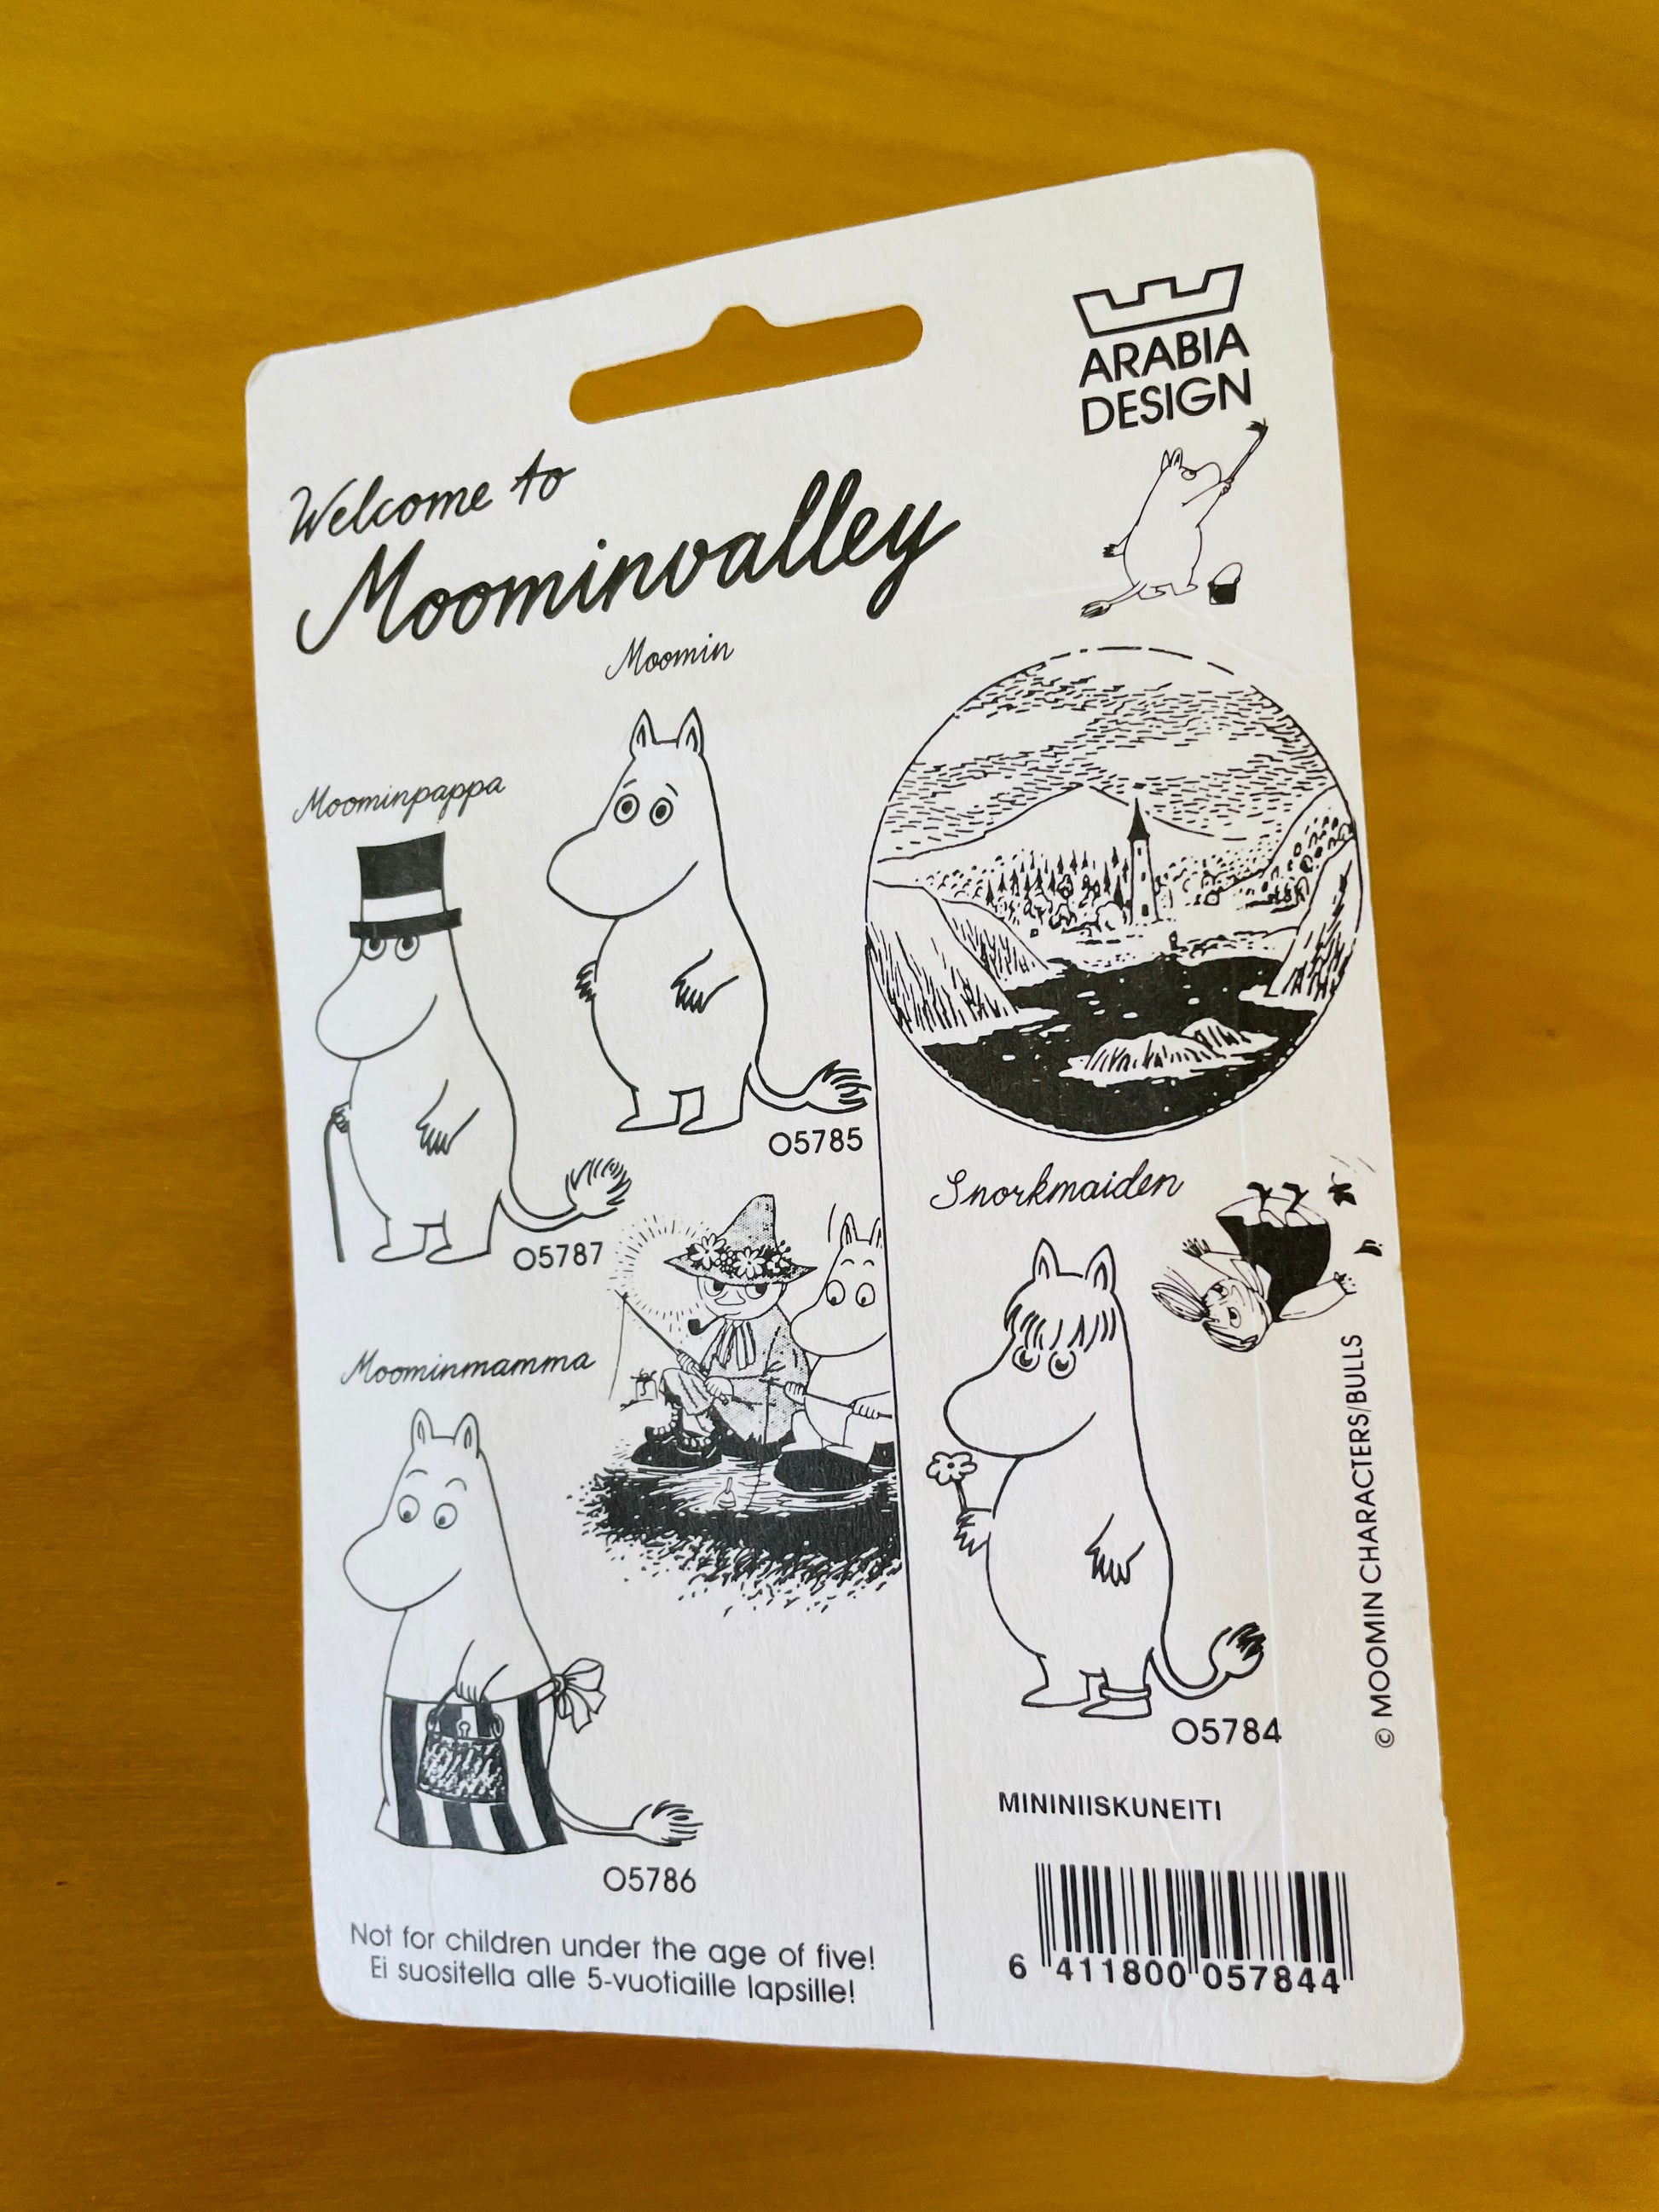 ARABIA
DESIGN
Welcome to
Moominvalley
Moomin
Moominpappa
O5785
O5787
Moominmamma
O5786
Not for children under the age of five!
Ei suositella alle 5-vuotiaille lapsille!
Snorkmaiden
O5784
© MOOMIN CHARACTERS/BULLS
MININIISKUNEITI
6 411800 057844